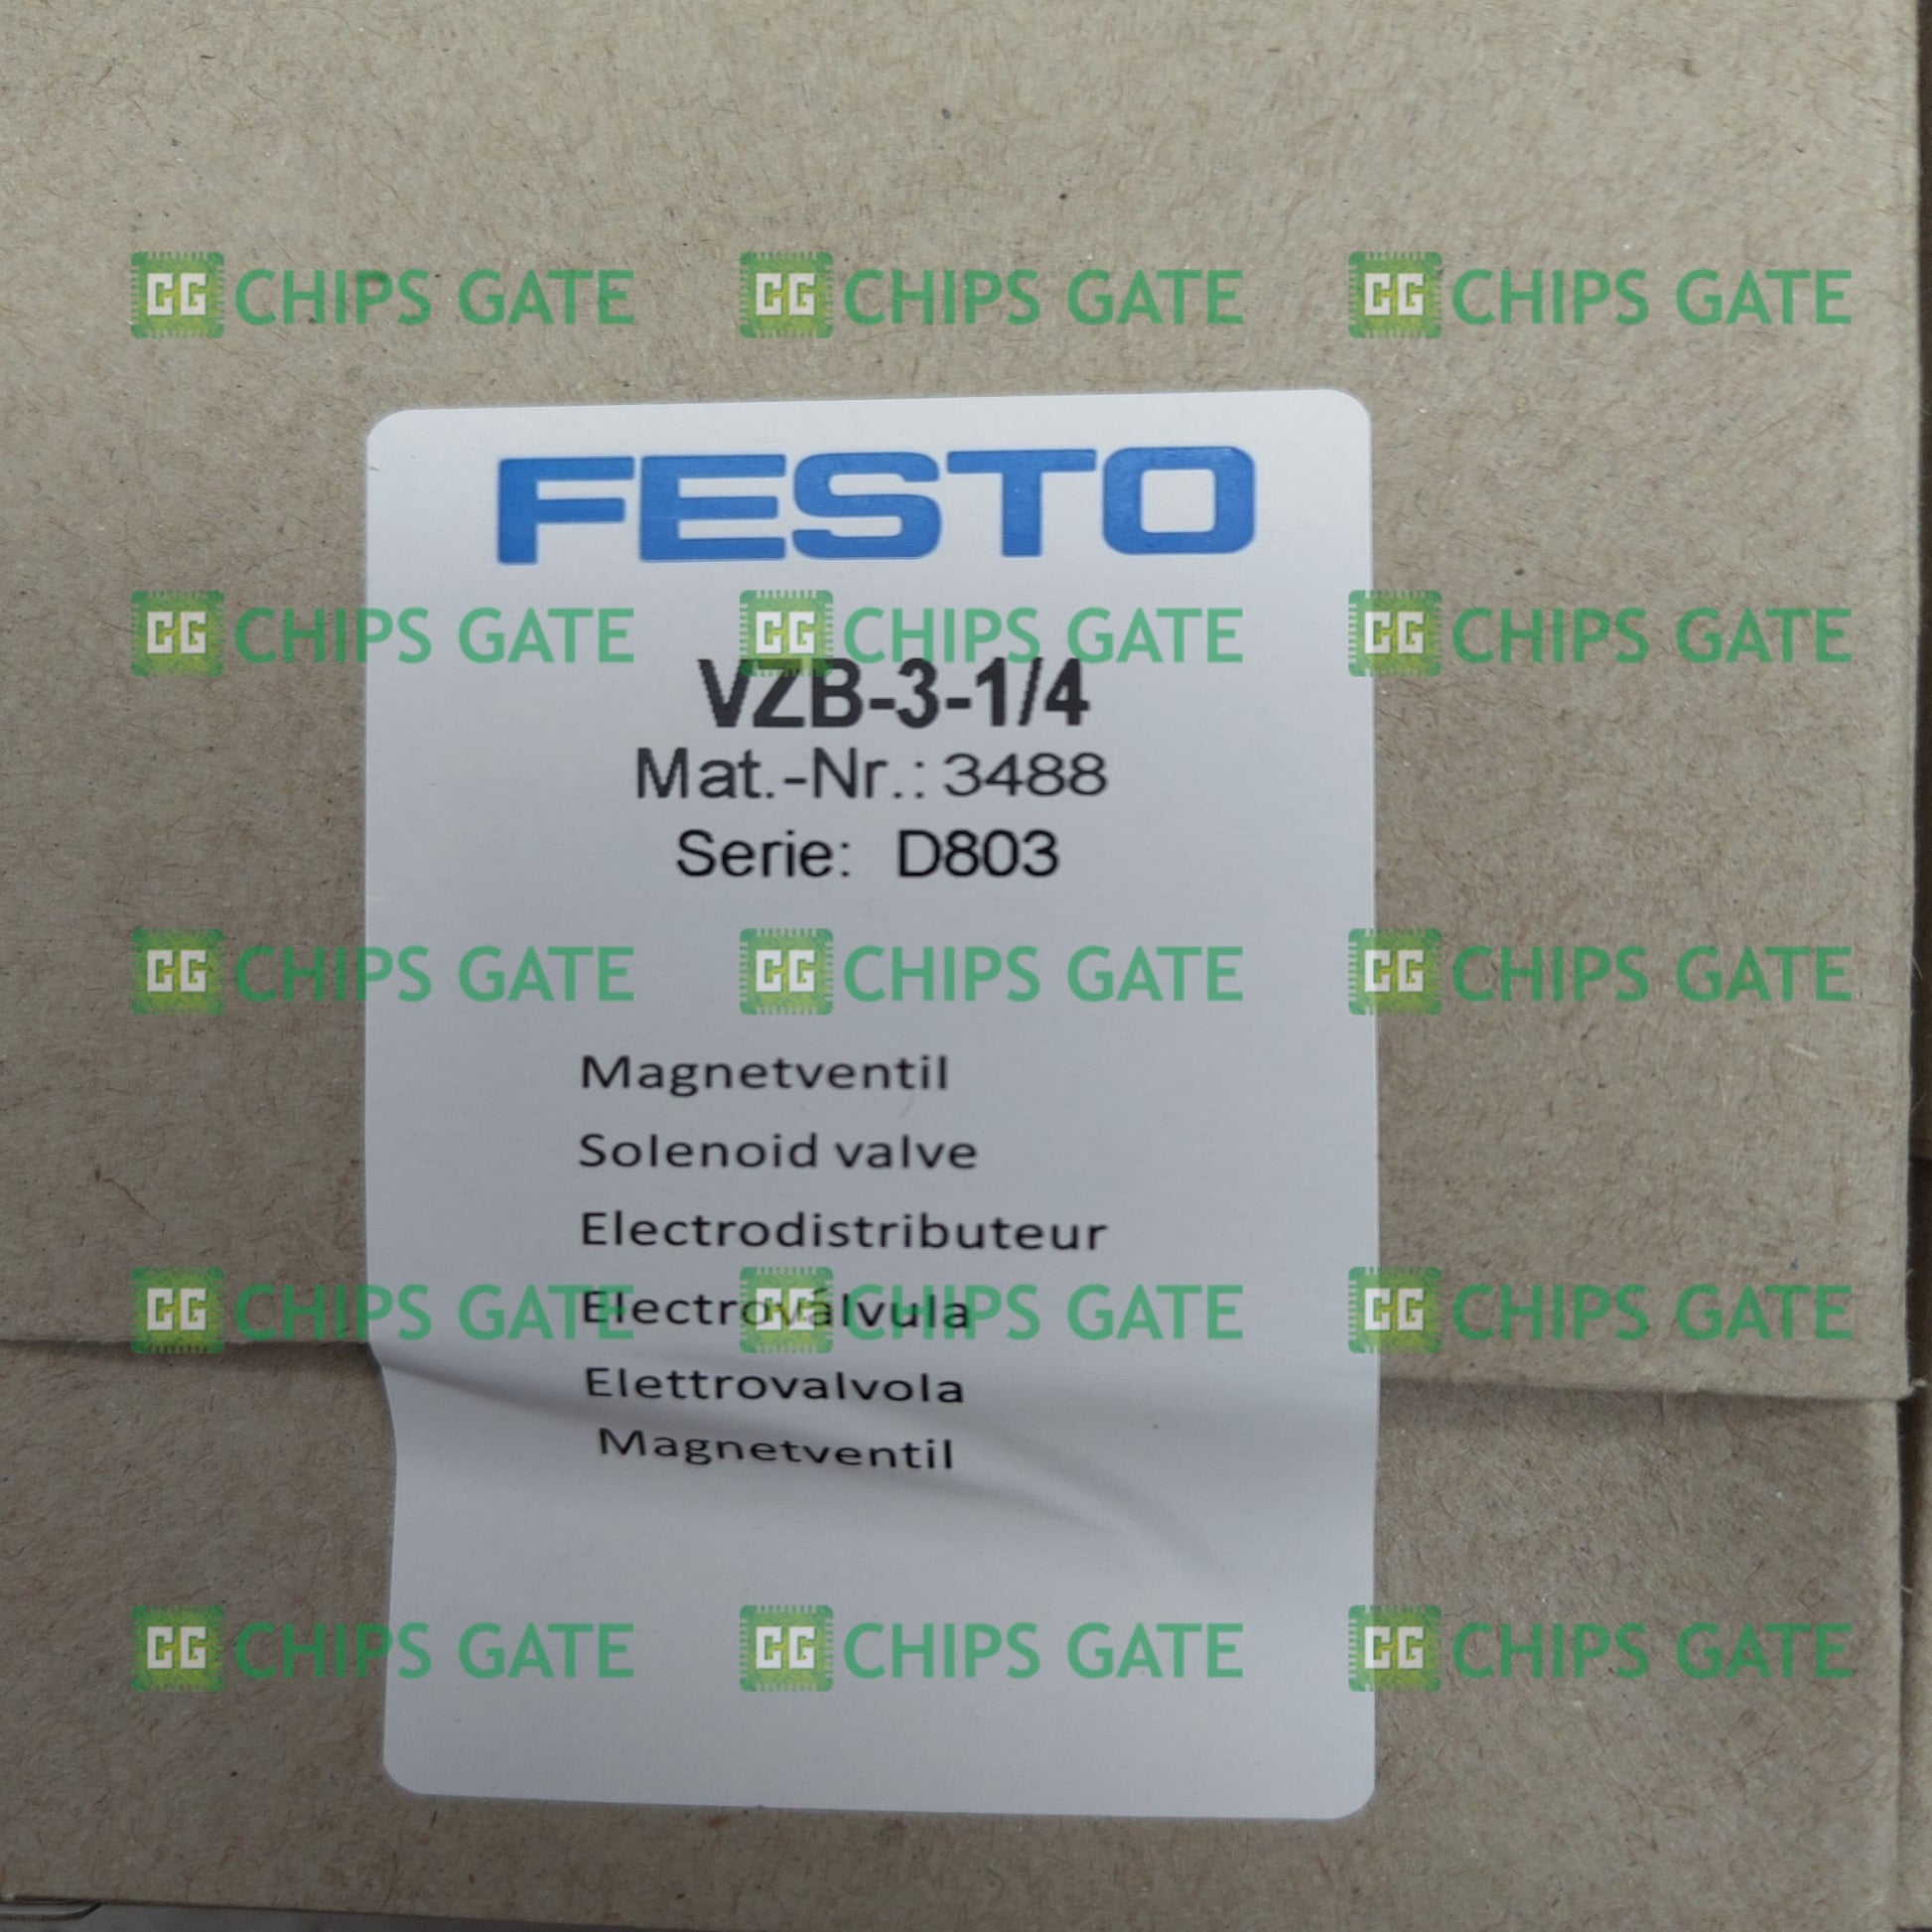 CG CHIPS GATE CG CHIPS GATE CG CHIPS GATE
FESTO
CG CHIPS GATE CG CHIPS GATE CG CHIPS GATE
VZB-3-1/4
Mat.-Nr.: 3488
Serie: D803
CG CHIPS GATE CG CHIPS GATE CG CHIPS GATE
Magnetventil
Solenoid valve
Electrodistributeur
Electroválvula
CG CHIPS GATE CG CHIPS GATE CG CHIPS GATE
Elettrovalvola
Magnetventil
CG CHIPS GATE CG CHIPS GATE CG CHIPS GATE